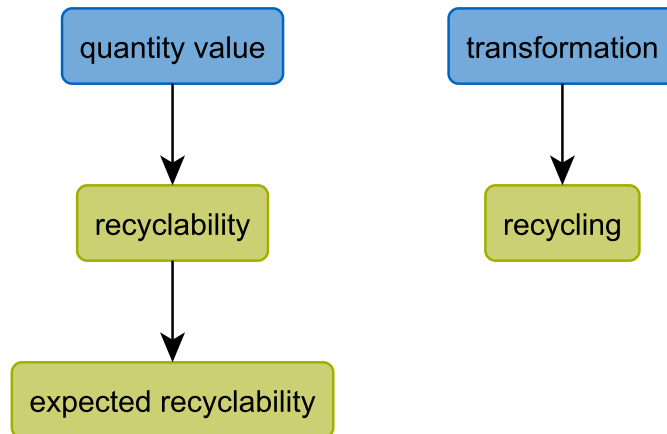 quantity value
transformation
recyclability
recycling
expected recyclability